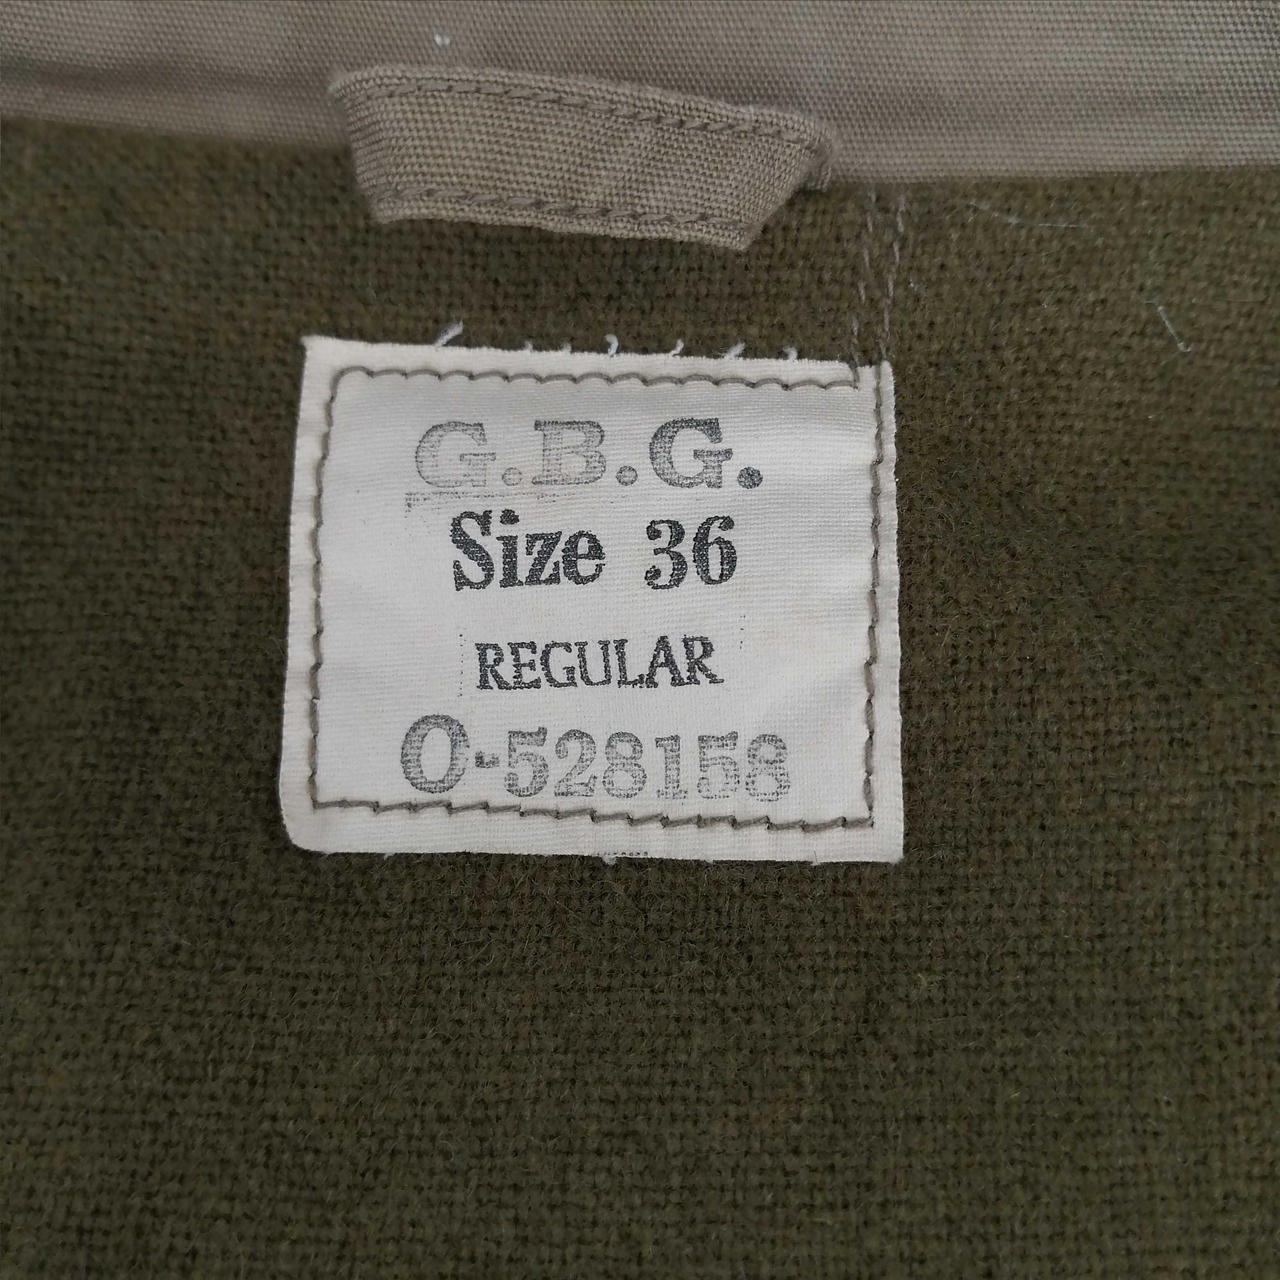 G.B.G.
Size 36
REGULAR
O-528158